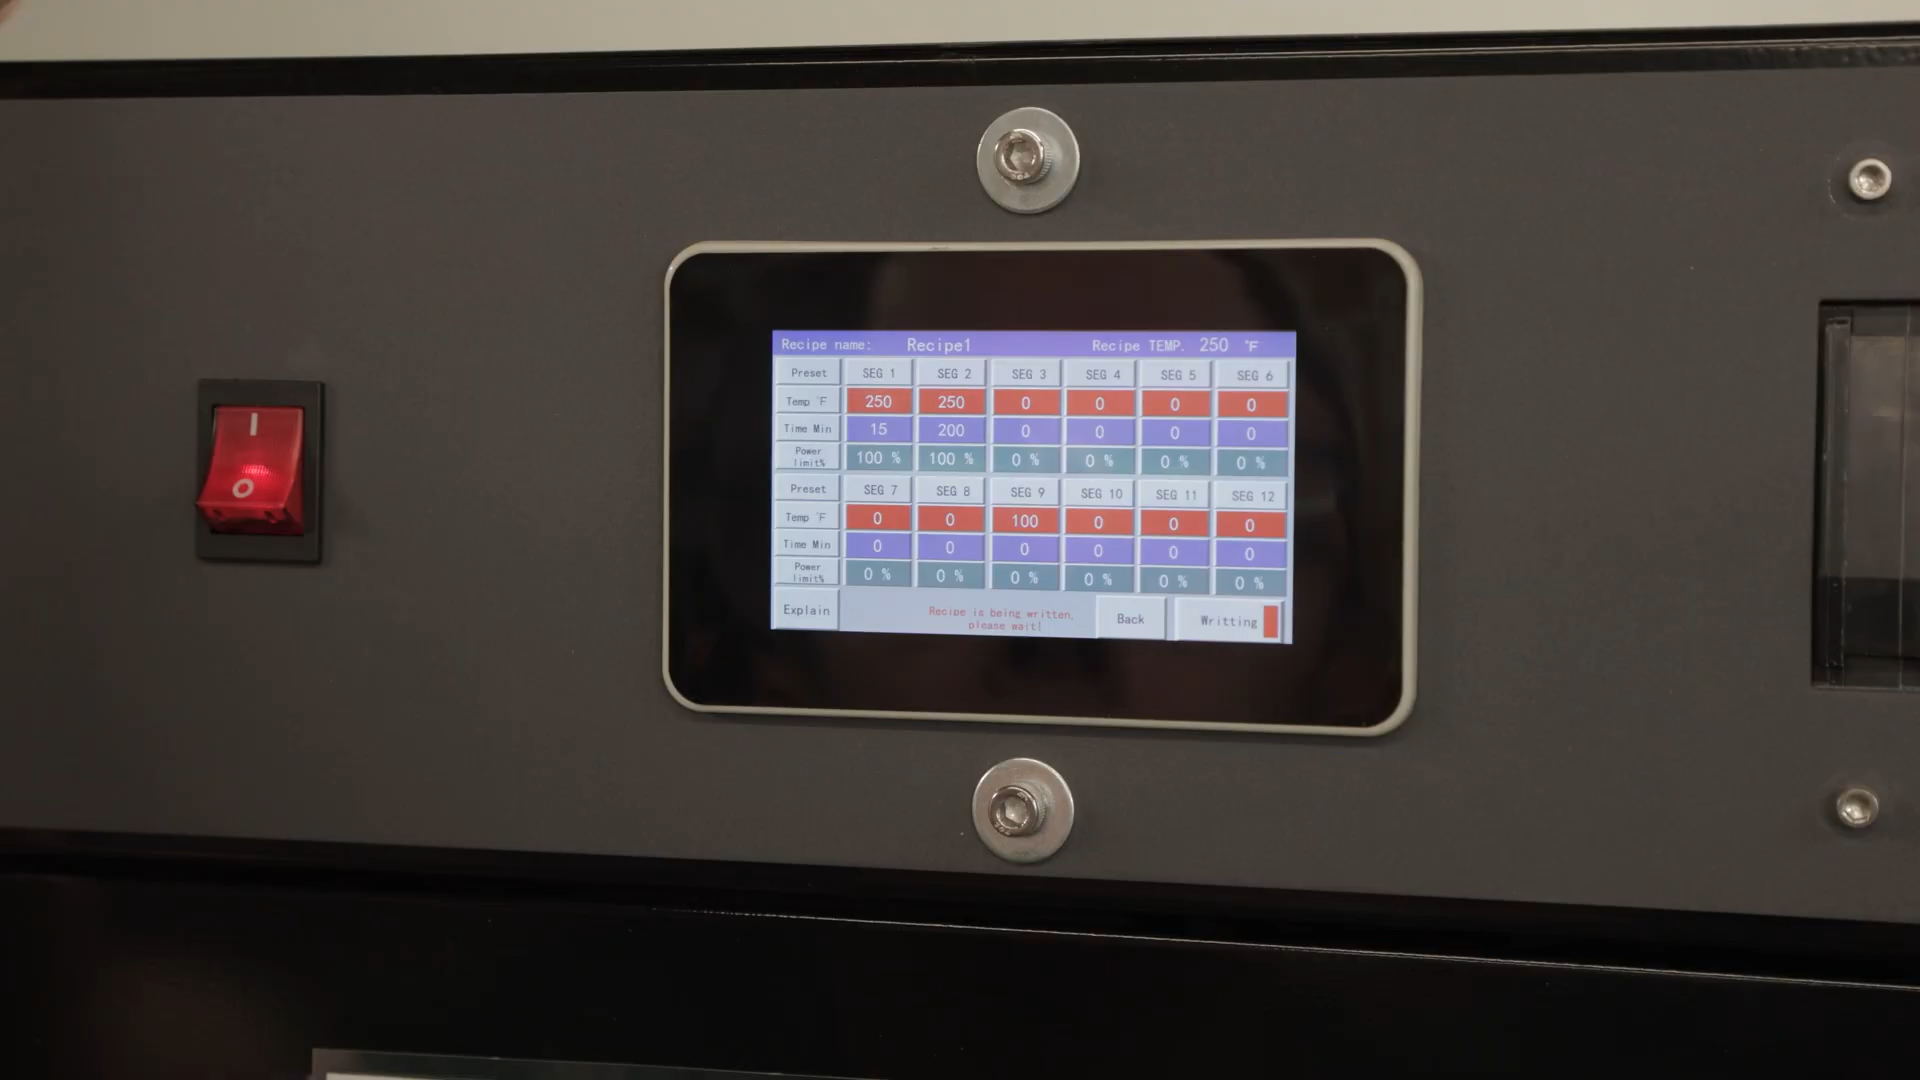 Recipe name: Recipe1 Recipe TEMP. 250 °F
Preset SEG 1 SEG 2 SEG 3 SEG 4 SEG 5 SEG 6
Temp °F 250 250 0 0 0 0
Time Min 15 200 0 0 0 0
Power limit% 100 % 100 % 0 % 0 % 0 % 0 %
Preset SEG 7 SEG 8 SEG 9 SEG 10 SEG 11 SEG 12
Temp °F 0 0 100 0 0 0
Time Min 0 0 0 0 0 0
Power limit% 0 % 0 % 0 % 0 % 0 % 0 %
Explain Recipe is being written, please wait! Back Writting
I
O